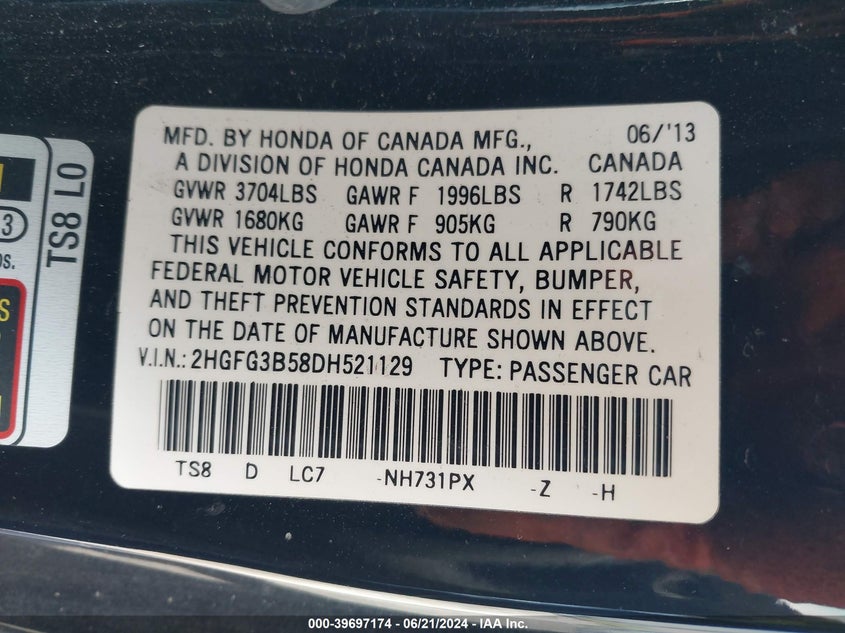 MFD. BY HONDA OF CANADA MFG., 06/'13
A DIVISION OF HONDA CANADA INC. CANADA
GVWR 3704LBS GAWR F 1996LBS R 1742LBS
GVWR 1680KG GAWR F 905KG R 790KG
THIS VEHICLE CONFORMS TO ALL APPLICABLE
FEDERAL MOTOR VEHICLE SAFETY, BUMPER,
AND THEFT PREVENTION STANDARDS IN EFFECT
ON THE DATE OF MANUFACTURE SHOWN ABOVE.
V.I.N.: 2HGFG3B58DH521129 TYPE: PASSENGER CAR
TS8 D LC7 -NH731PX -Z -H
TS8 L0
3
000-39697174 / 06/21/2024 - IAA Inc.